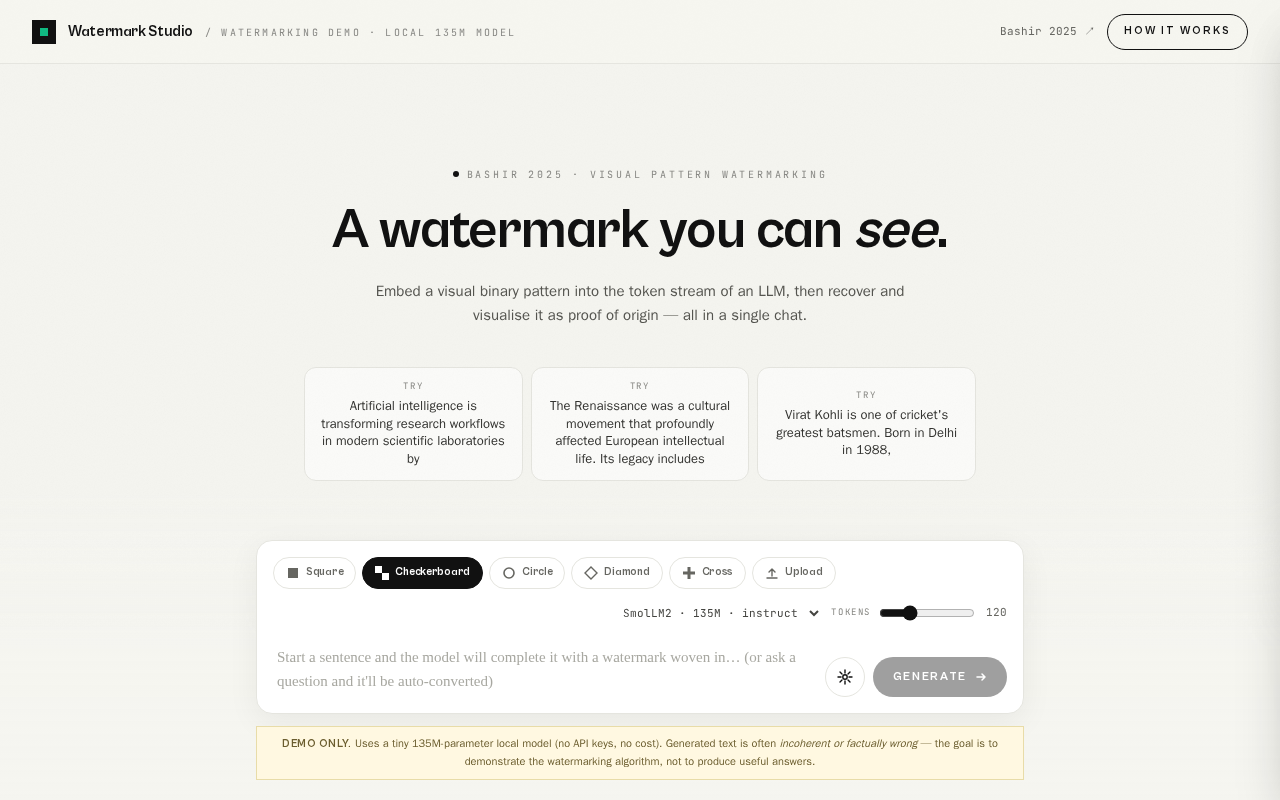 Watermark Studio / WATERMARKING DEMO · LOCAL 135M MODEL
Bashir 2025 ↗ HOW IT WORKS
BASHIR 2025 · VISUAL PATTERN WATERMARKING
A watermark you can see.
Embed a visual binary pattern into the token stream of an LLM, then recover and
visualise it as proof of origin — all in a single chat.
TRY
Artificial intelligence is
transforming research workflows
in modern scientific laboratories
by
TRY
The Renaissance was a cultural
movement that profoundly
affected European intellectual
life. Its legacy includes
TRY
Virat Kohli is one of cricket's
greatest batsmen. Born in Delhi
in 1988,
Square Checkerboard Circle Diamond Cross Upload
SmolLM2 · 135M · instruct TOKENS 120
Start a sentence and the model will complete it with a watermark woven in… (or ask a
question and it'll be auto-converted)
GENERATE →
DEMO ONLY. Uses a tiny 135M-parameter local model (no API keys, no cost). Generated text is often incoherent or factually wrong — the goal is to
demonstrate the watermarking algorithm, not to produce useful answers.